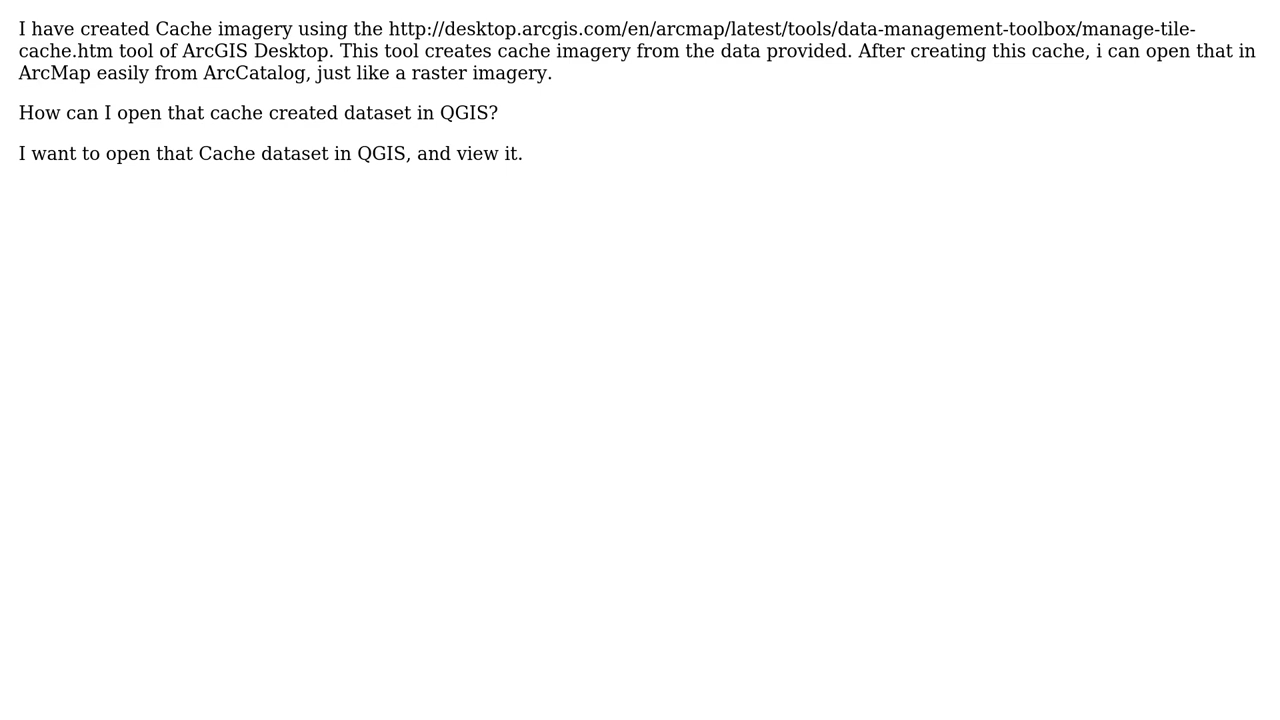 I have created Cache imagery using the http://desktop.arcgis.com/en/arcmap/latest/tools/data-management-toolbox/manage-tile-
cache.htm tool of ArcGIS Desktop. This tool creates cache imagery from the data provided. After creating this cache, i can open that in
ArcMap easily from ArcCatalog, just like a raster imagery.
How can I open that cache created dataset in QGIS?
I want to open that Cache dataset in QGIS, and view it.